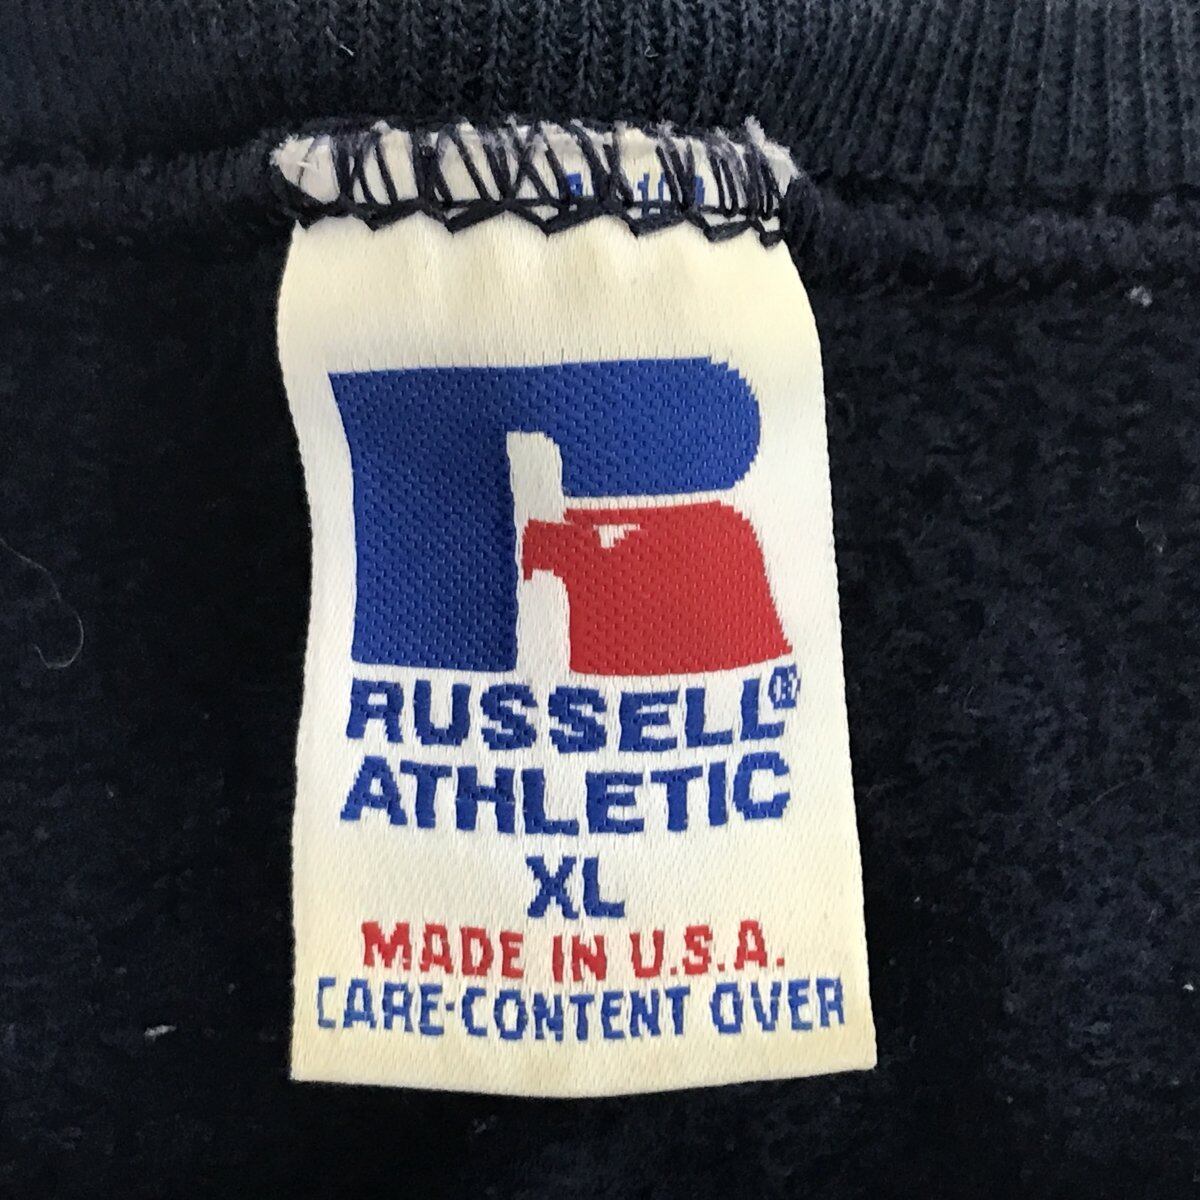 RUSSELL®
ATHLETIC
XL
MADE IN U.S.A.
CARE-CONTENT OVER